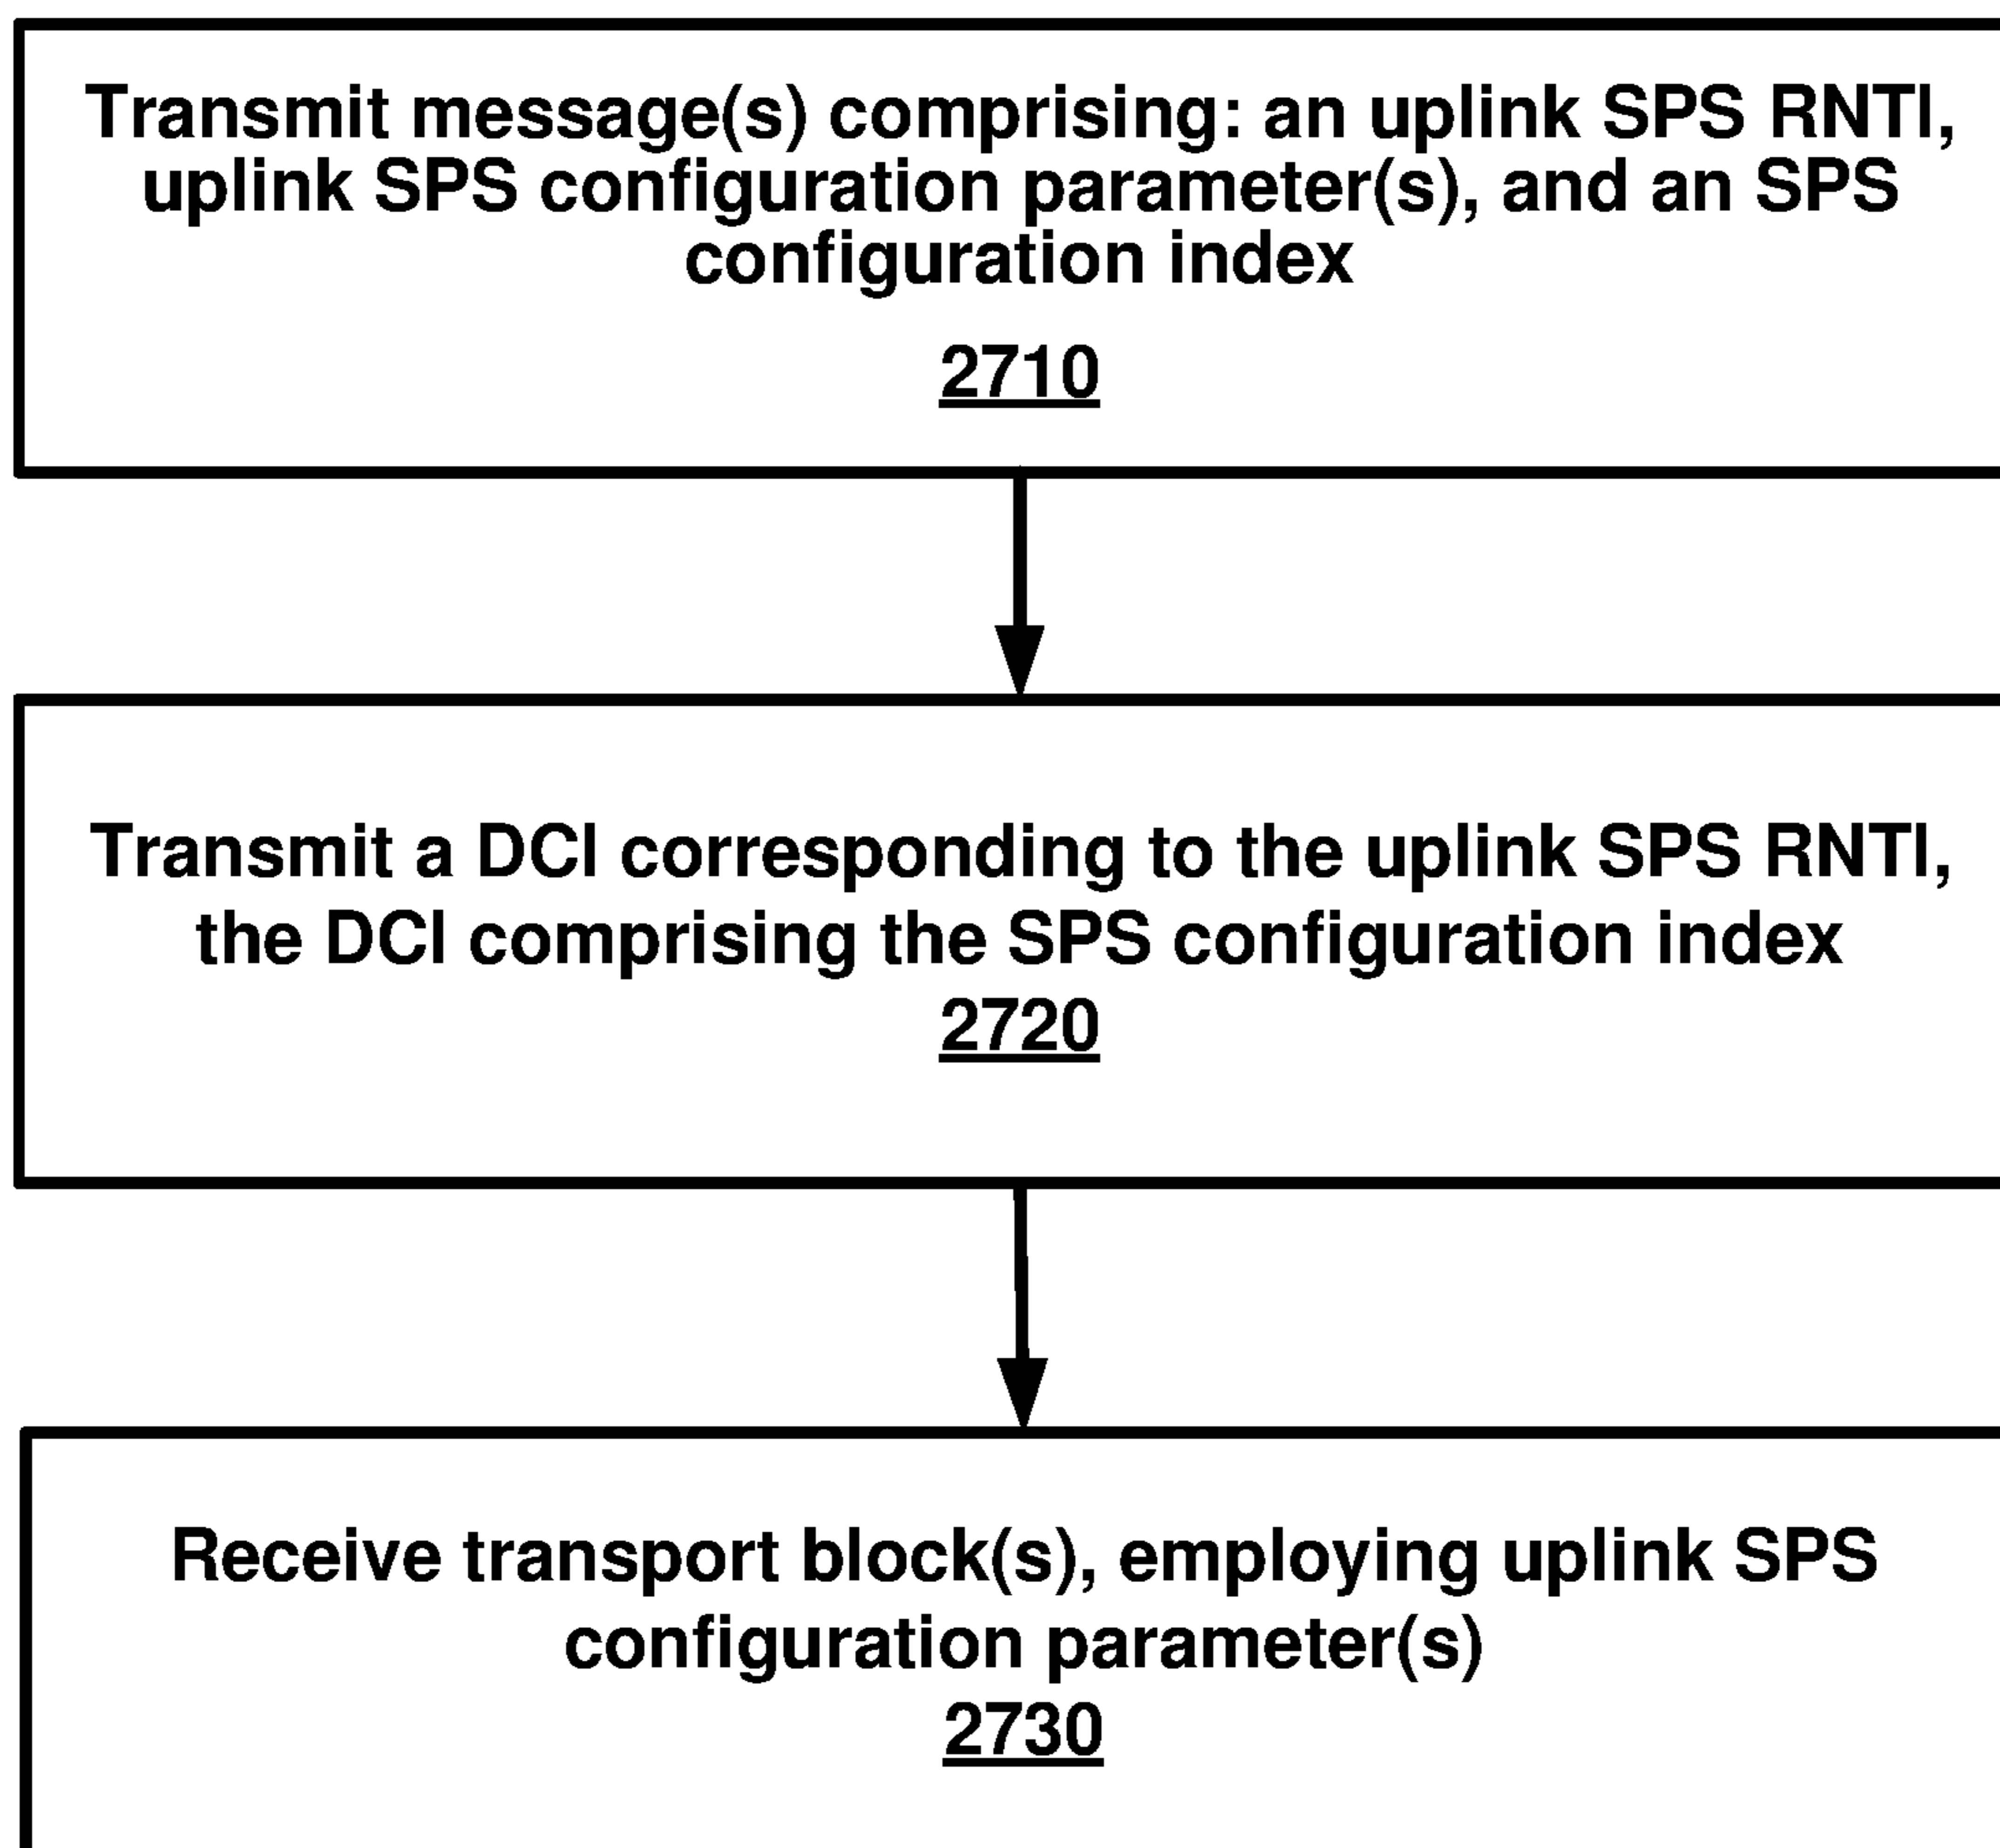 Transmit message(s) comprising: an uplink SPS RNTI,
uplink SPS configuration parameter(s), and an SPS
configuration index
2710
Transmit a DCI corresponding to the uplink SPS RNTI,
the DCI comprising the SPS configuration index
2720
Receive transport block(s), employing uplink SPS
configuration parameter(s)
2730